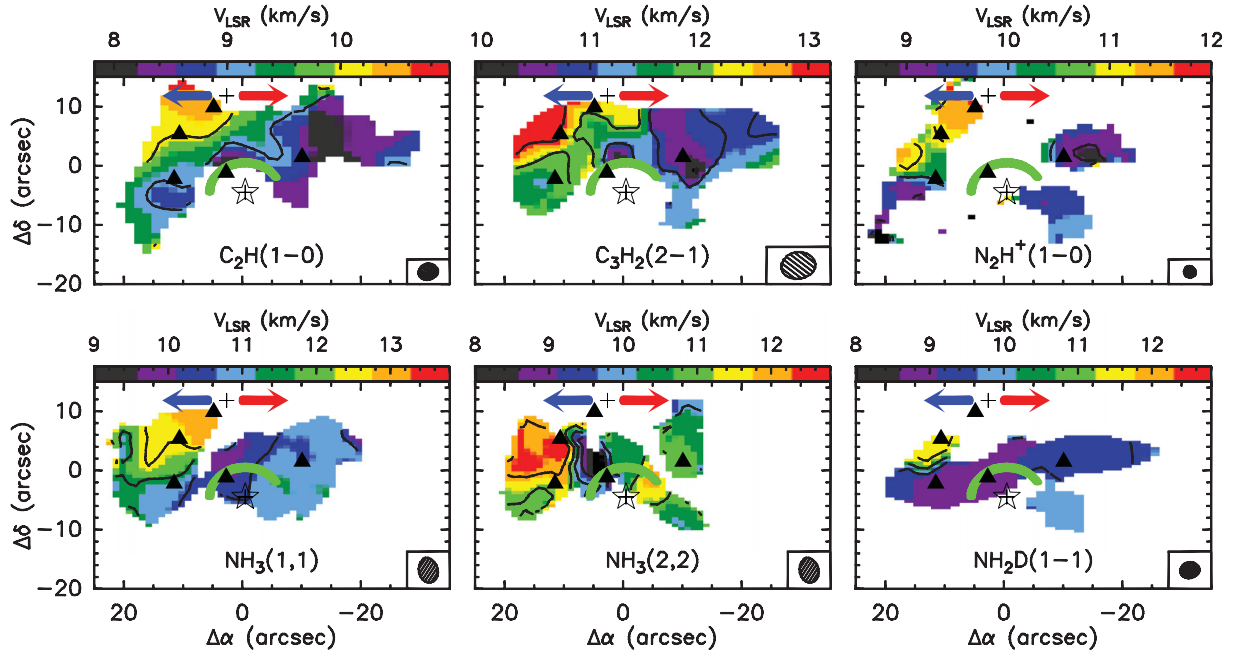 V_LSR (km/s) V_LSR (km/s) V_LSR (km/s)
8 9 10 10 11 12 13 9 10 11 12
10
0
−10
−20
Δδ (arcsec)
C₂H(1−0) C₃H₂(2−1) N₂H⁺(1−0)
V_LSR (km/s) V_LSR (km/s) V_LSR (km/s)
9 10 11 12 13 8 9 10 11 12 8 9 10 11 12
10
0
−10
−20
Δδ (arcsec)
NH₃(1,1) NH₃(2,2) NH₂D(1−1)
20 0 −20 20 0 −20 20 0 −20
Δα (arcsec) Δα (arcsec) Δα (arcsec)